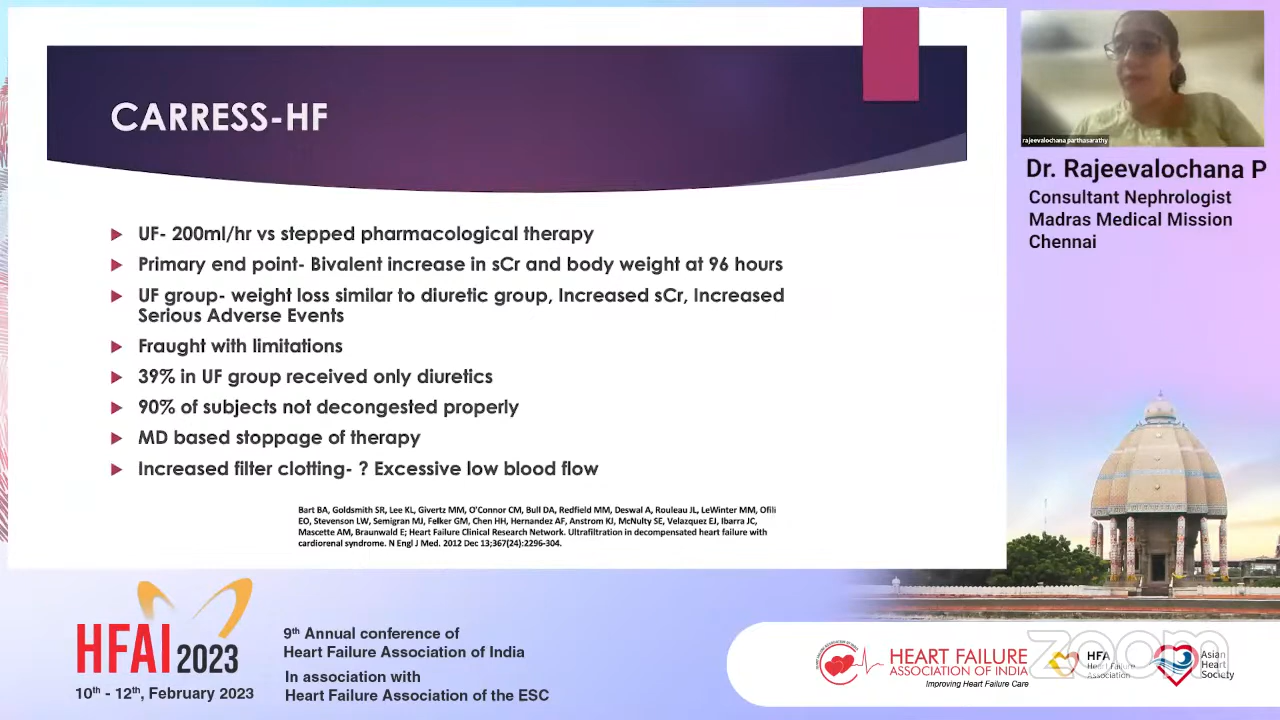 CARRESS-HF
UF- 200ml/hr vs stepped pharmacological therapy
Primary end point- Bivalent increase in sCr and body weight at 96 hours
UF group- weight loss similar to diuretic group, Increased sCr, Increased
Serious Adverse Events
Fraught with limitations
39% in UF group received only diuretics
90% of subjects not decongested properly
MD based stoppage of therapy
Increased filter clotting- ? Excessive low blood flow
Bart BA, Goldsmith SR, Lee KL, Givertz MM, O'Connor CM, Bull DA, Redfield MM, Deswal A, Rouleau JL, LeWinter MM, Ofili
EO, Stevenson LW, Semigran MJ, Felker GM, Chen HH, Hernandez AF, Anstrom KJ, McNulty SE, Velazquez EJ, Ibarra JC,
Mascette AM, Braunwald E; Heart Failure Clinical Research Network. Ultrafiltration in decompensated heart failure with
cardiorenal syndrome. N Engl J Med. 2012 Dec 13;367(24):2296-304.
rajeevalochana parthasarathy
Dr. Rajeevalochana P
Consultant Nephrologist
Madras Medical Mission
Chennai
HFAI 2023
10th - 12th, February 2023
9th Annual conference of
Heart Failure Association of India
In association with
Heart Failure Association of the ESC
HEART FAILURE
ASSOCIATION OF INDIA
Improving Heart Failure Care
HFA
Heart Failure
Association
Asian
Heart
Society
zoom